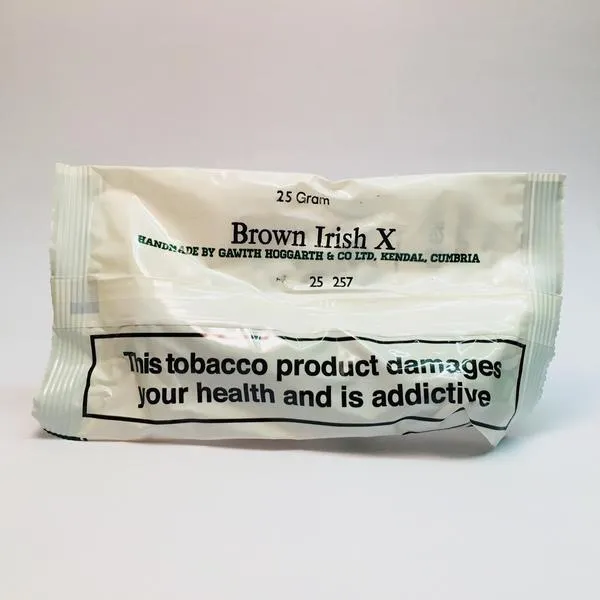 25 Gram
Brown Irish X
HANDMADE BY GAWITH HOGGARTH & CO LTD, KENDAL, CUMBRIA
25 257
This tobacco product damages
your health and is addictive